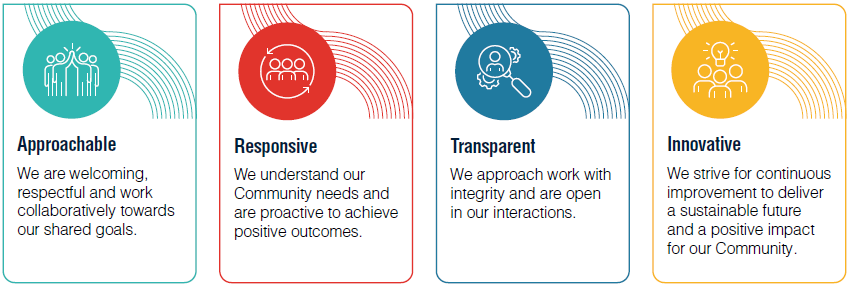 Approachable
We are welcoming,
respectful and work
collaboratively towards
our shared goals.
Responsive
We understand our
Community needs and
are proactive to achieve
positive outcomes.
Transparent
We approach work with
integrity and are open
in our interactions.
Innovative
We strive for continuous
improvement to deliver
a sustainable future
and a positive impact
for our Community.